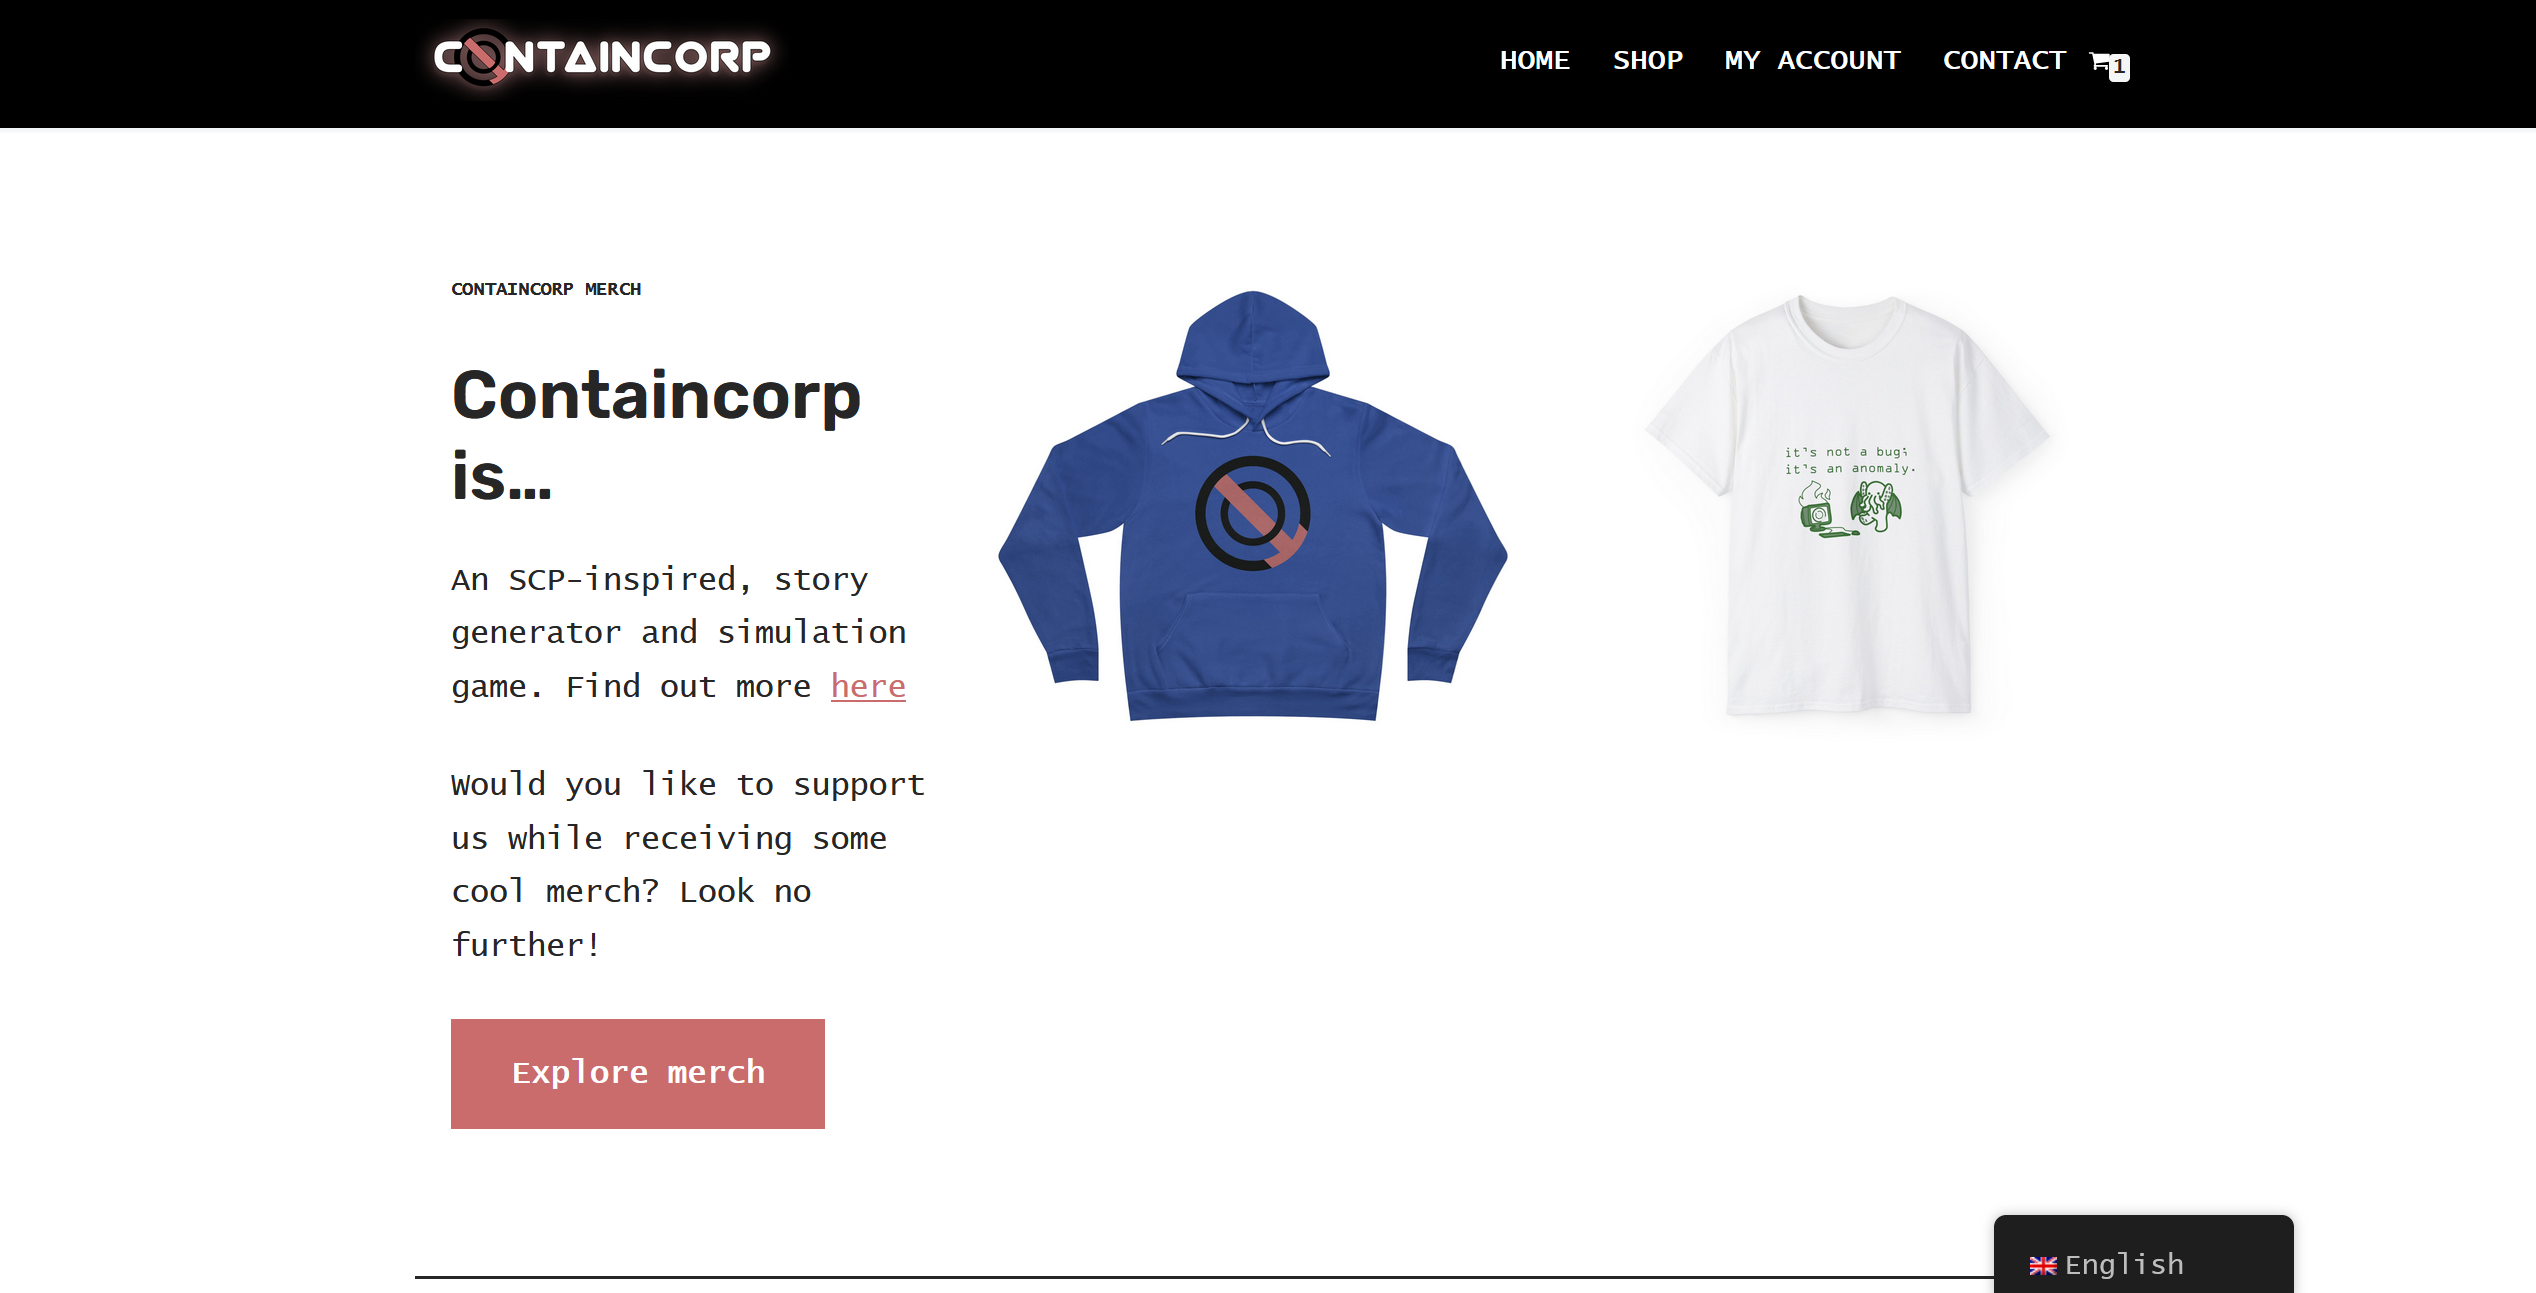 CONTAINCORP
HOME SHOP MY ACCOUNT CONTACT 1
CONTAINCORP MERCH
Containcorp
is...
An SCP-inspired, story
generator and simulation
game. Find out more here
Would you like to support
us while receiving some
cool merch? Look no
further!
Explore merch
it's not a bug;
it's an anomaly.
English